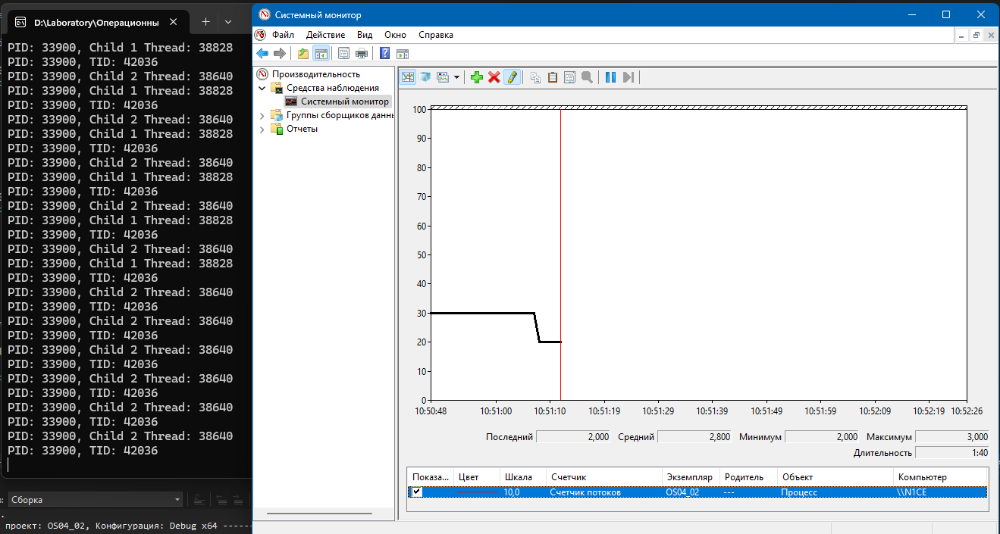 D:\Laboratory\Операционны
PID: 33900, Child 1 Thread: 38828
PID: 33900, TID: 42036
PID: 33900, Child 2 Thread: 38640
PID: 33900, Child 1 Thread: 38828
PID: 33900, TID: 42036
PID: 33900, Child 2 Thread: 38640
PID: 33900, Child 1 Thread: 38828
PID: 33900, TID: 42036
PID: 33900, Child 2 Thread: 38640
PID: 33900, Child 1 Thread: 38828
PID: 33900, TID: 42036
PID: 33900, Child 2 Thread: 38640
PID: 33900, Child 1 Thread: 38828
PID: 33900, TID: 42036
PID: 33900, Child 2 Thread: 38640
PID: 33900, Child 1 Thread: 38828
PID: 33900, TID: 42036
PID: 33900, Child 2 Thread: 38640
PID: 33900, TID: 42036
PID: 33900, Child 2 Thread: 38640
PID: 33900, TID: 42036
PID: 33900, Child 2 Thread: 38640
PID: 33900, TID: 42036
PID: 33900, Child 2 Thread: 38640
PID: 33900, TID: 42036
PID: 33900, Child 2 Thread: 38640
PID: 33900, TID: 42036
PID: 33900, Child 2 Thread: 38640
PID: 33900, TID: 42036
Сборка
проект: OS04_02, Конфигурация: Debug x64 ------
Системный монитор
Файл Действие Вид Окно Справка
Производительность
Средства наблюдения
Системный монитор
Группы сборщиков данны
Отчеты
100
90
80
70
60
50
40
30
20
10
0
10:50:48 10:51:00 10:51:10 10:51:19 10:51:29 10:51:39 10:51:49 10:51:59 10:52:09 10:52:19 10:52:26
Последний 2,000 Средний 2,800 Минимум 2,000 Максимум 3,000
Длительность 1:40
Показа... Цвет Шкала Счетчик Экземпляр Родитель Объект Компьютер
10,0 Счетчик потоков OS04_02 --- Процесс \\N1CE